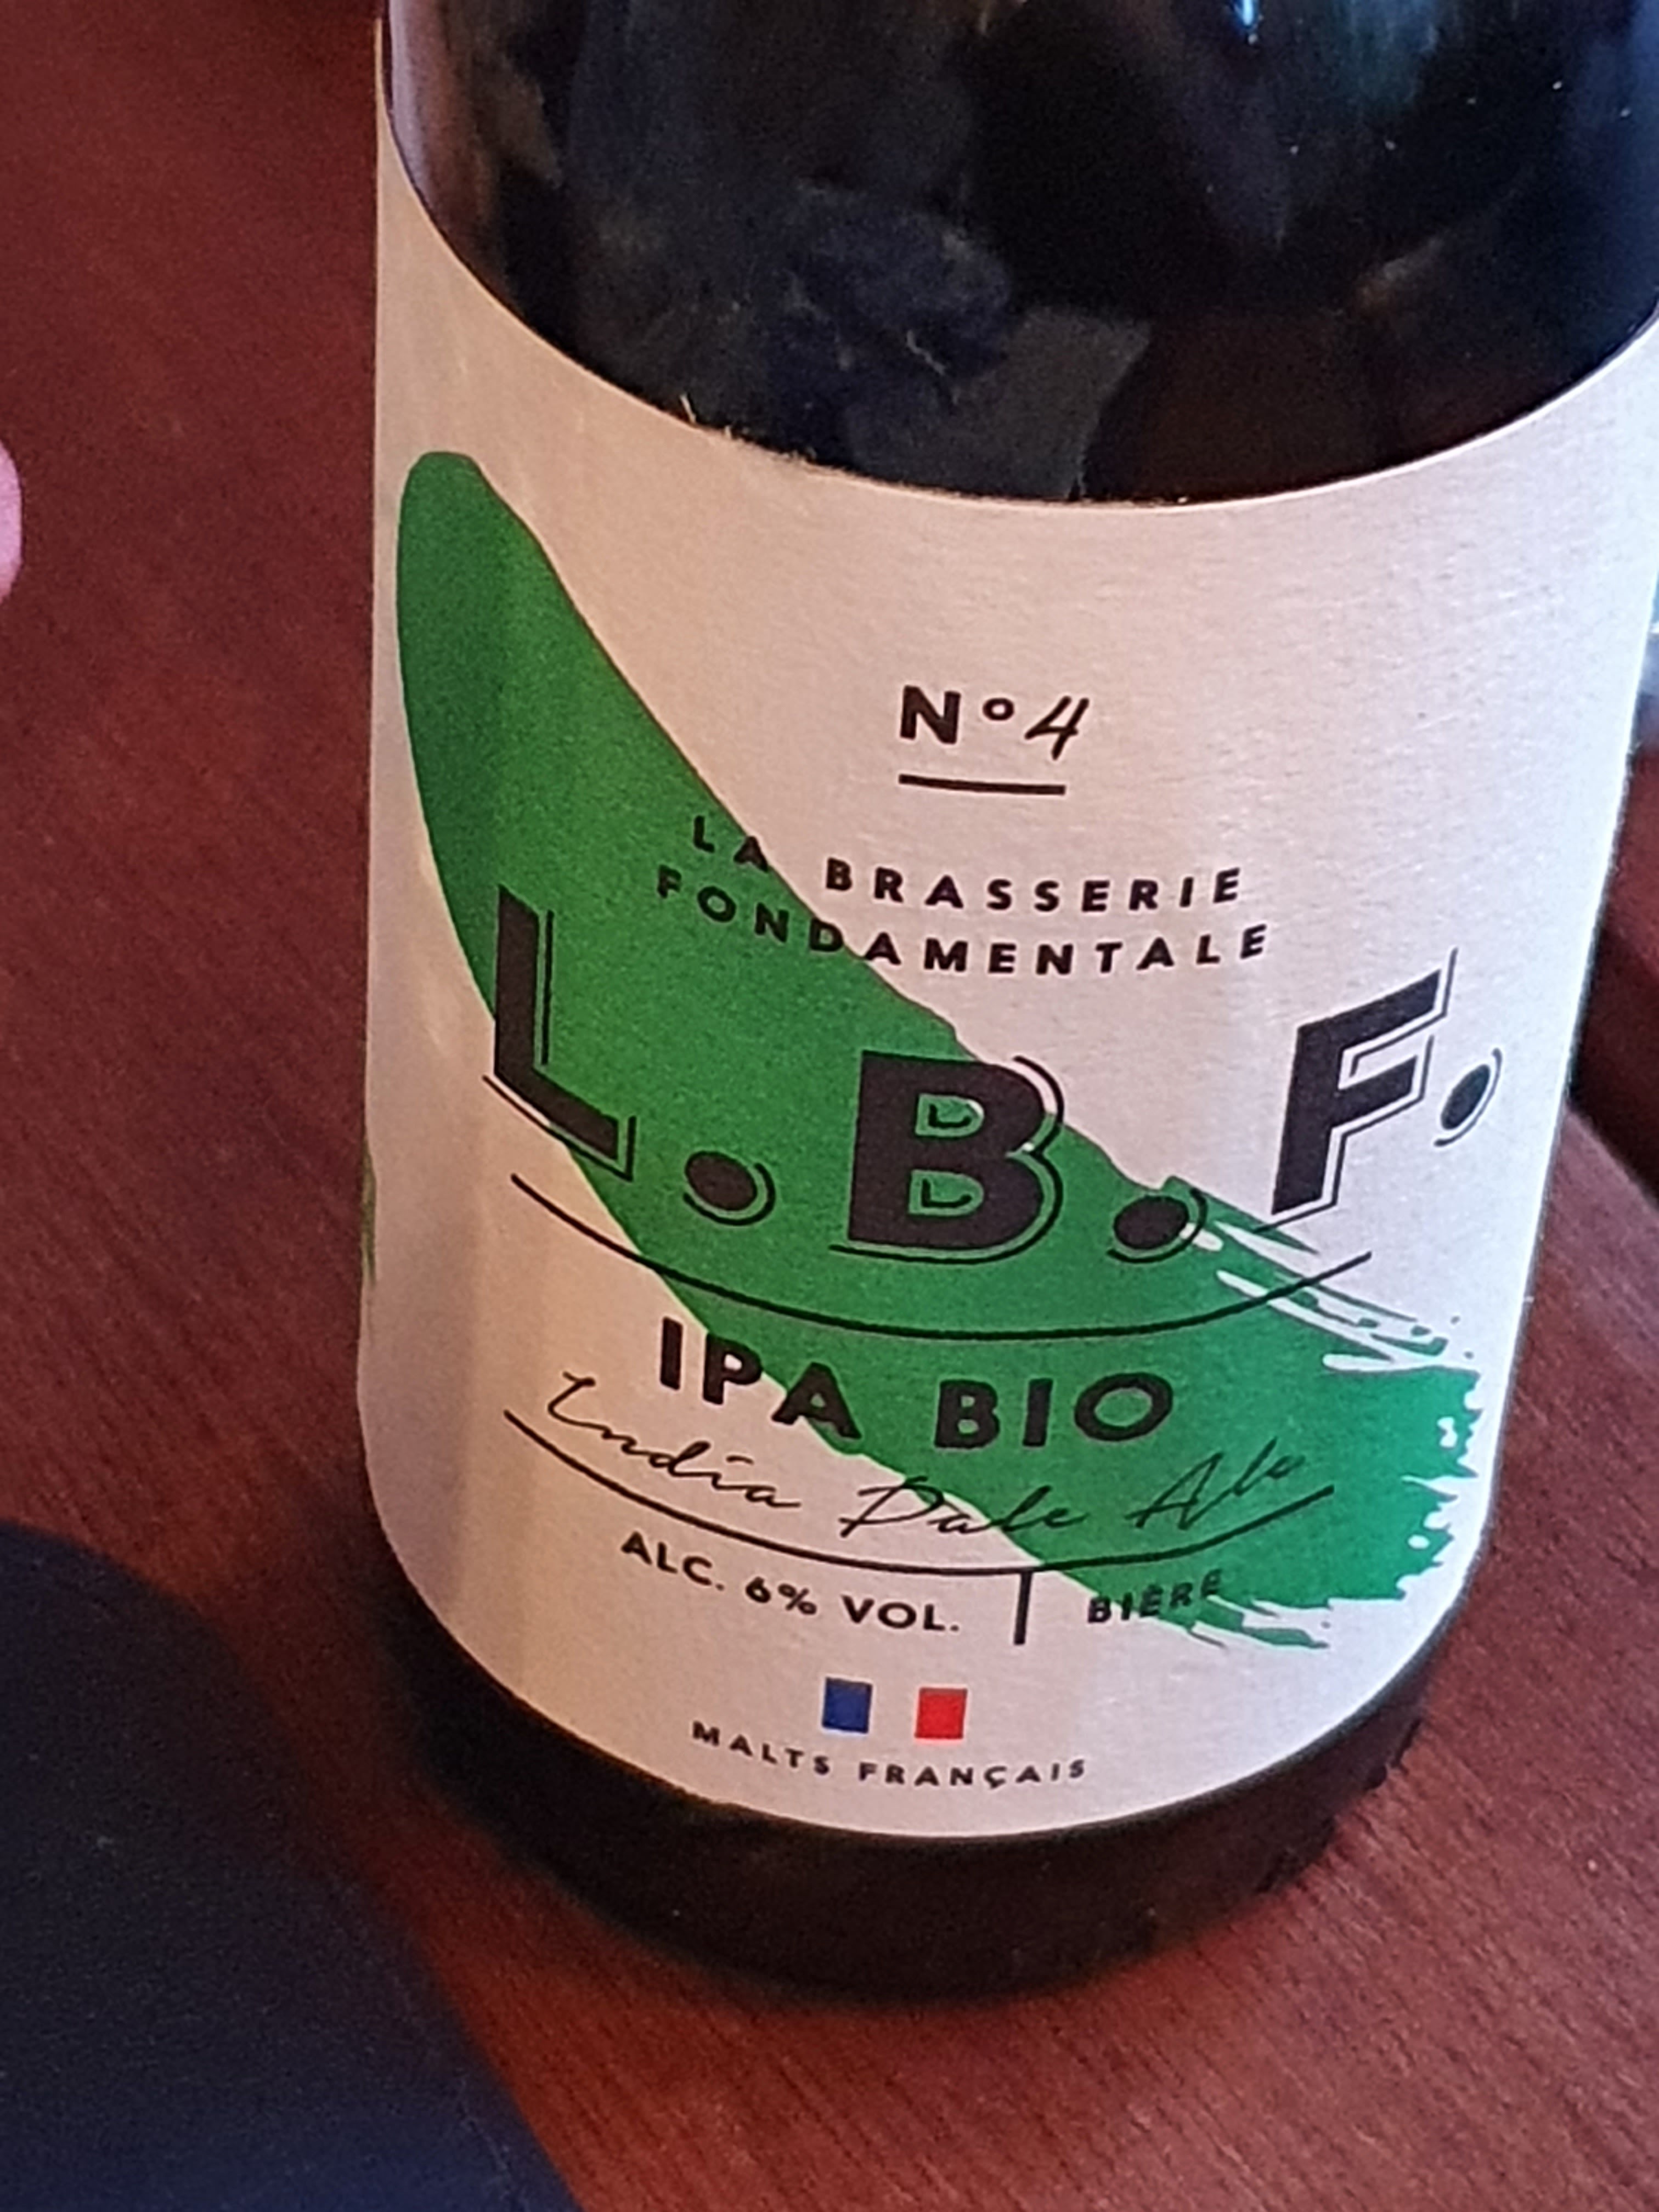 N°4
LA BRASSERIE
FONDAMENTALE
L.B.F.
IPA BIO
India Pale Ale
ALC. 6% VOL. | BIÈRE
MALTS FRANÇAIS